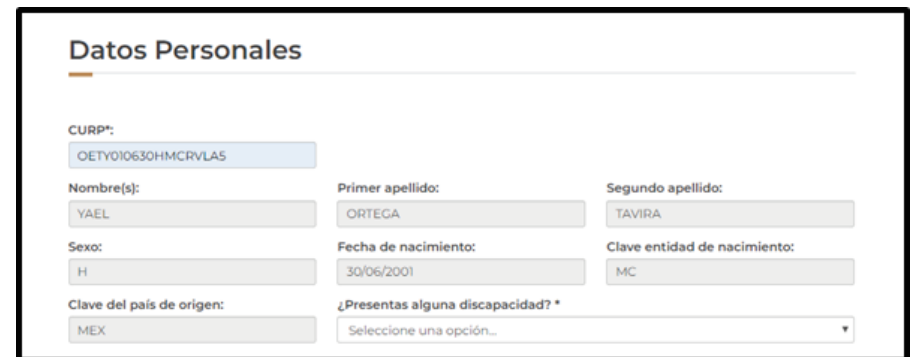 Datos Personales
CURP*:
OETY010630HMCRVLA5
Nombre(s): Primer apellido: Segundo apellido:
YAEL ORTEGA TAVIRA
Sexo: Fecha de nacimiento: Clave entidad de nacimiento:
H 30/06/2001 MC
Clave del país de origen: ¿Presentas alguna discapacidad? *
MEX Seleccione una opción...